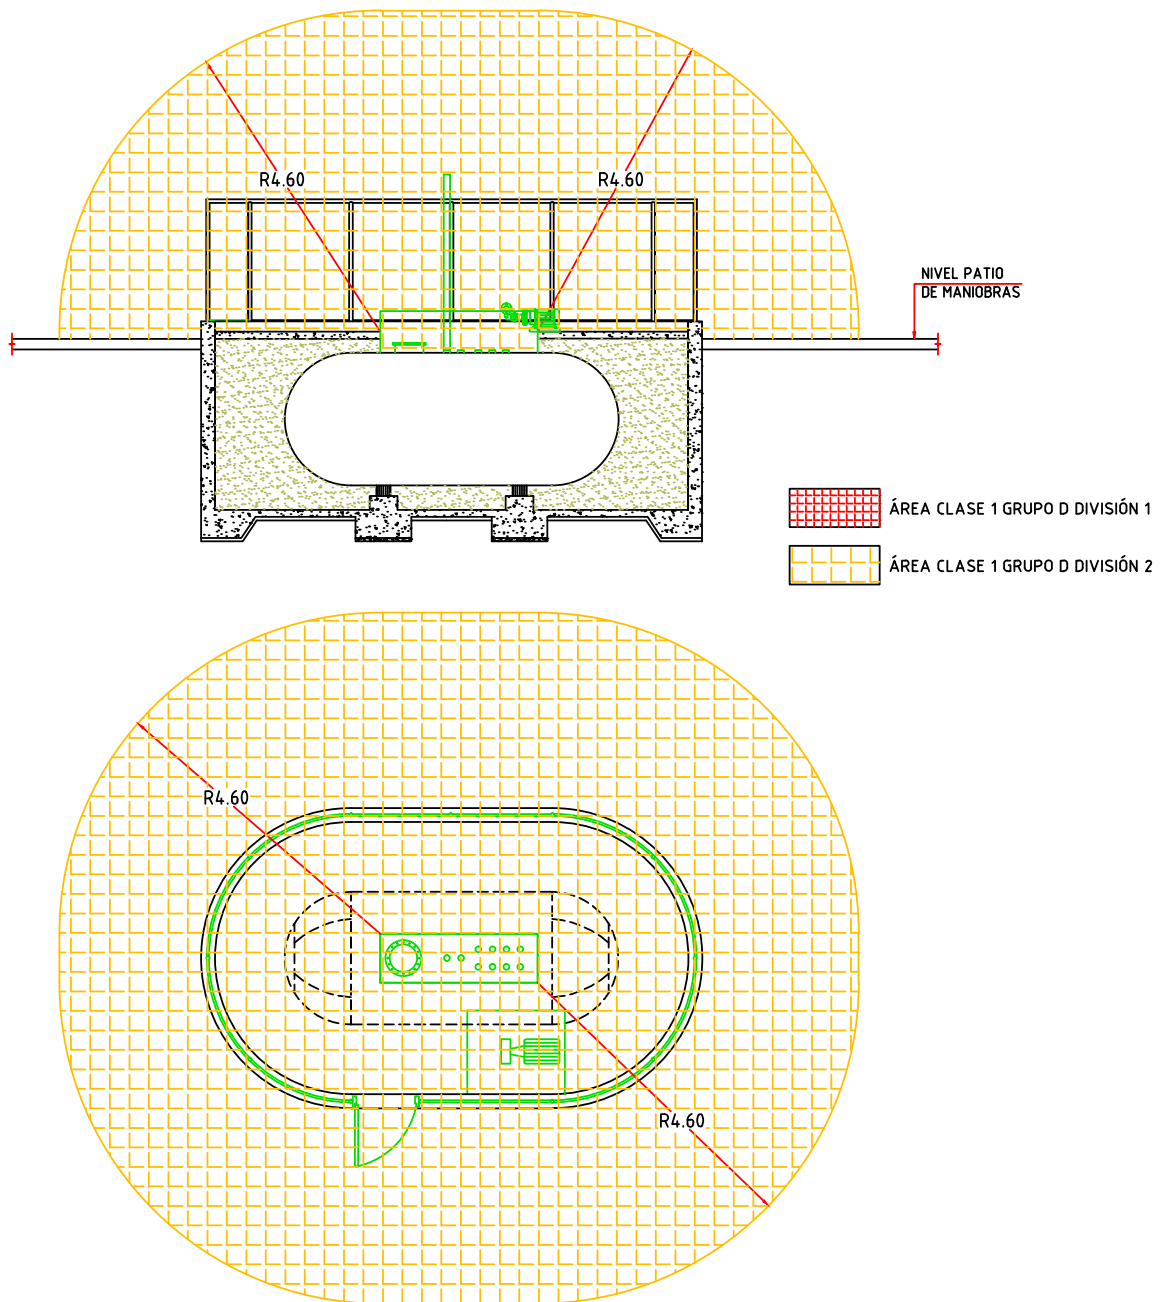 R4.60
R4.60
NIVEL PATIO
DE MANIOBRAS
ÁREA CLASE 1 GRUPO D DIVISIÓN 1
ÁREA CLASE 1 GRUPO D DIVISIÓN 2
R4.60
R4.60